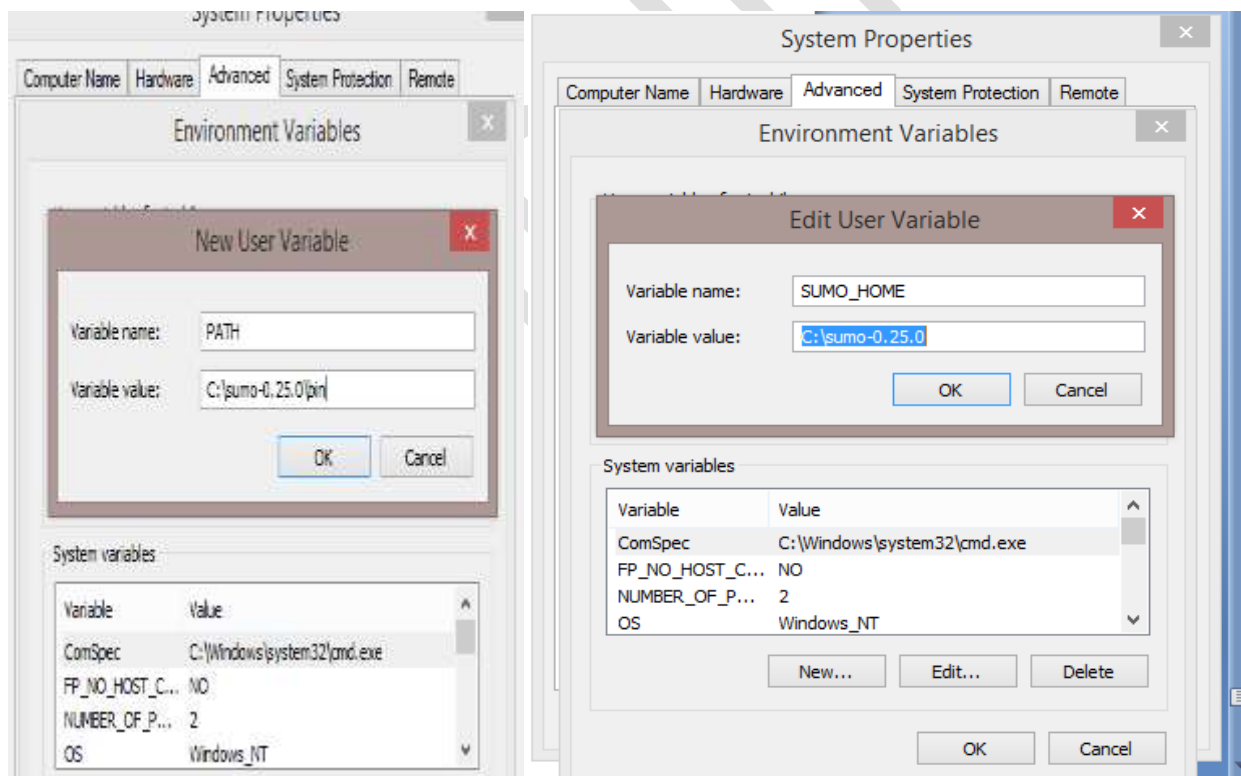 System Properties
Computer Name Hardware Advanced System Protection Remote
Environment Variables
x
New User Variable
x
Variable name: PATH
Variable value: C:\sumo-0.25.0\bin
OK Cancel
System variables
Variable Value
ComSpec C:\Windows\system32\cmd.exe
FP_NO_HOST_C... NO
NUMBER_OF_P... 2
OS Windows_NT
System Properties
Computer Name Hardware Advanced System Protection Remote
Environment Variables
Edit User Variable
Variable name: SUMO_HOME
Variable value: C:\sumo-0.25.0
OK Cancel
System variables
Variable Value
ComSpec C:\Windows\system32\cmd.exe
FP_NO_HOST_C... NO
NUMBER_OF_P... 2
OS Windows_NT
New... Edit... Delete
OK Cancel